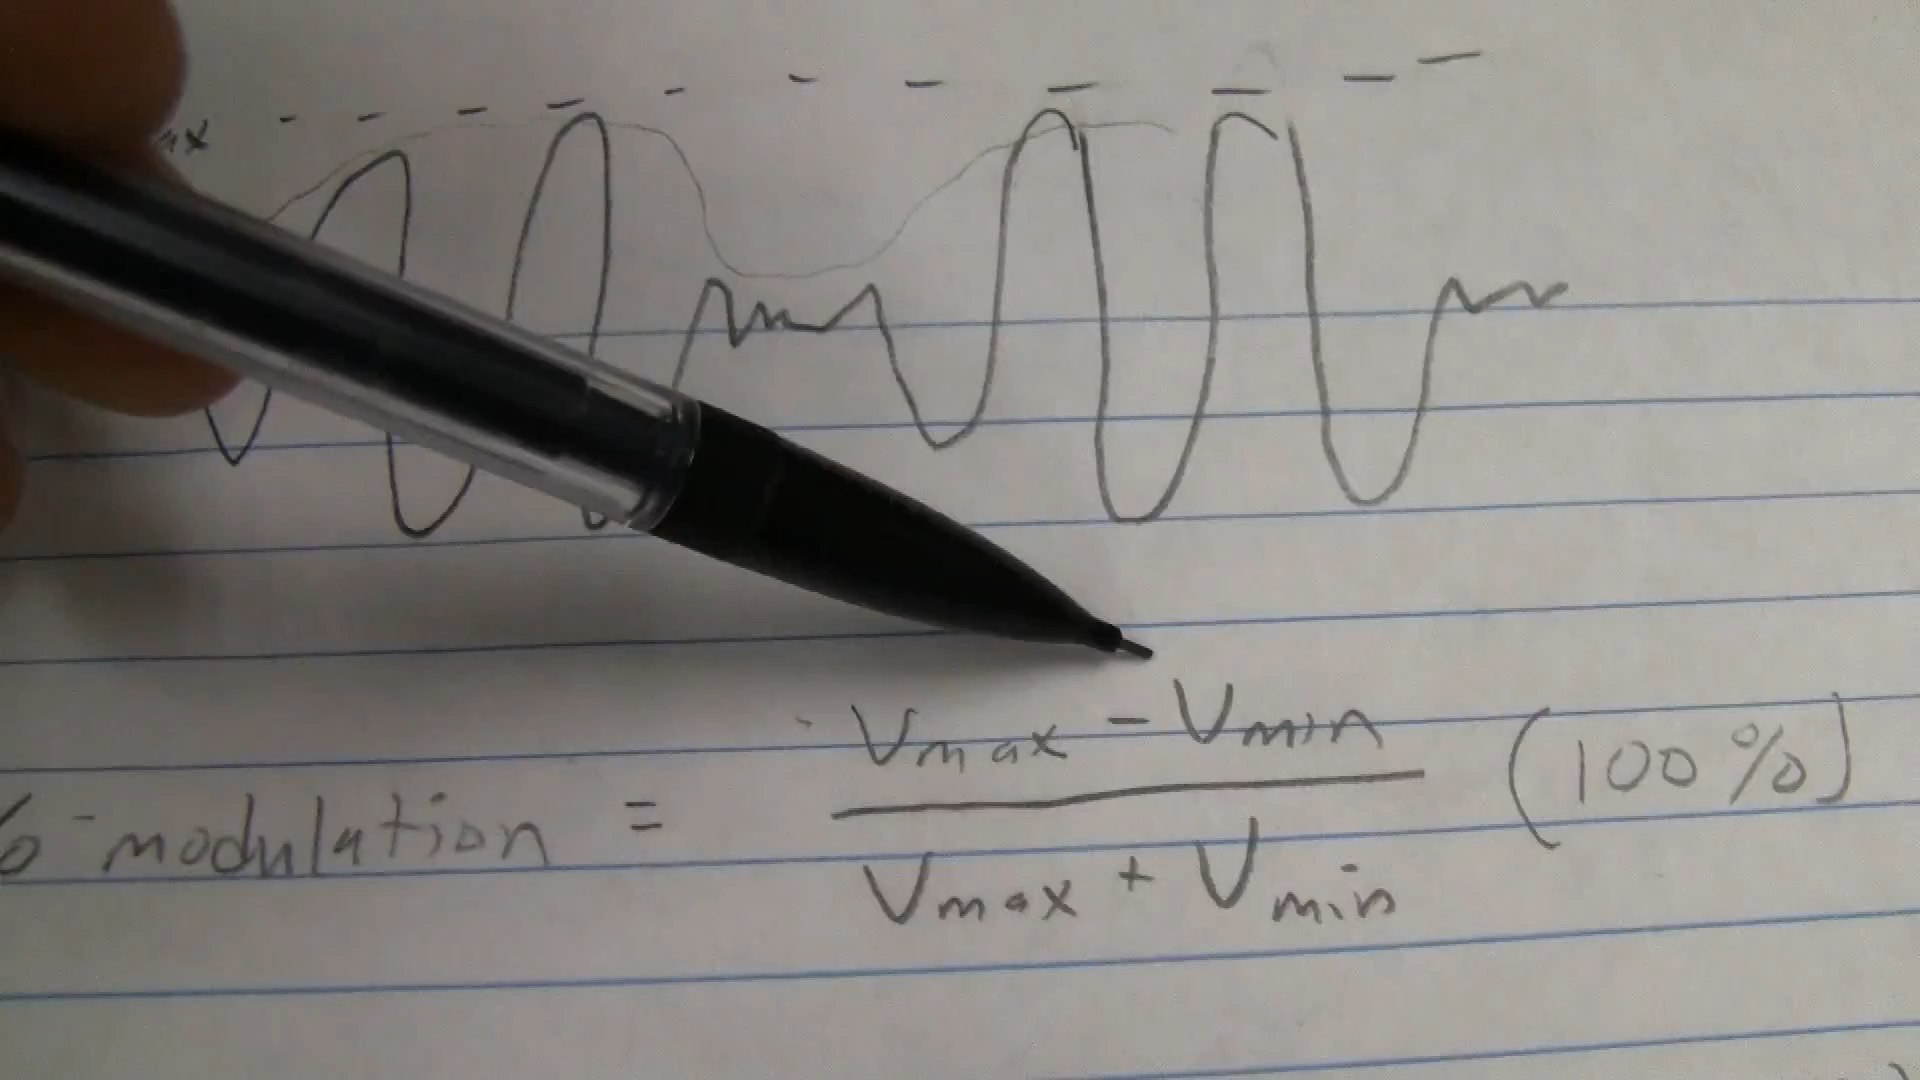 % modulation = Vmax - Vmin (100%)
Vmax + Vmin